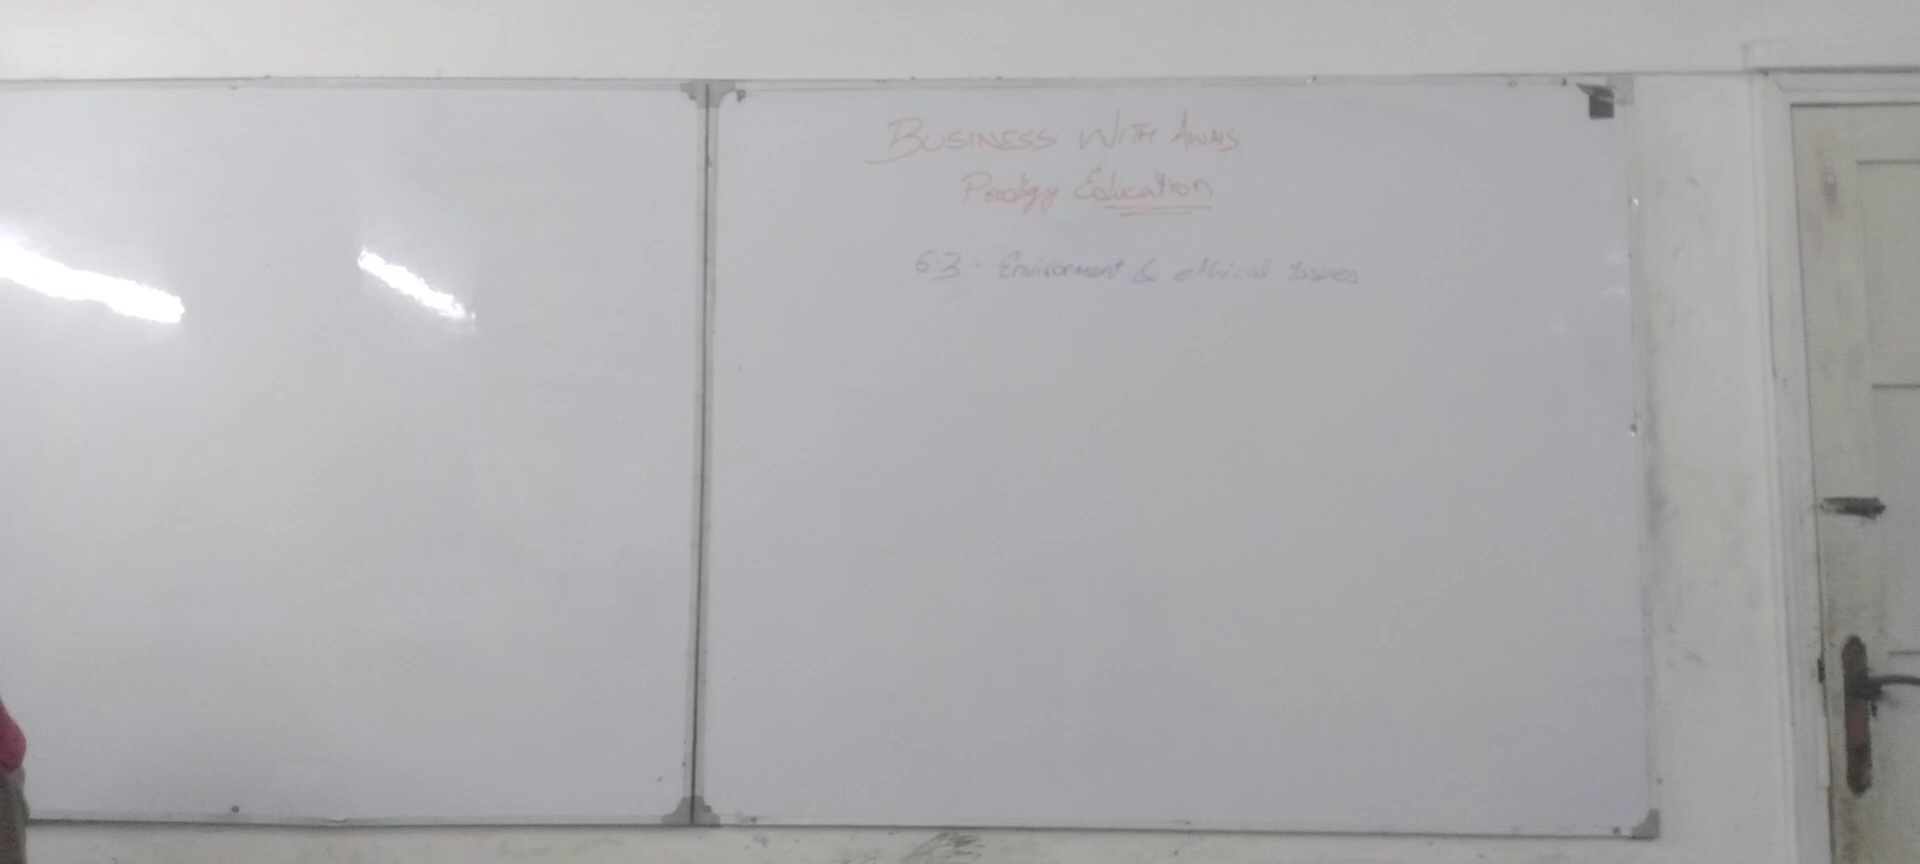 BUSINESS WITH AWAIS
Prodigy Education
6.3 - Environment & ethical issues